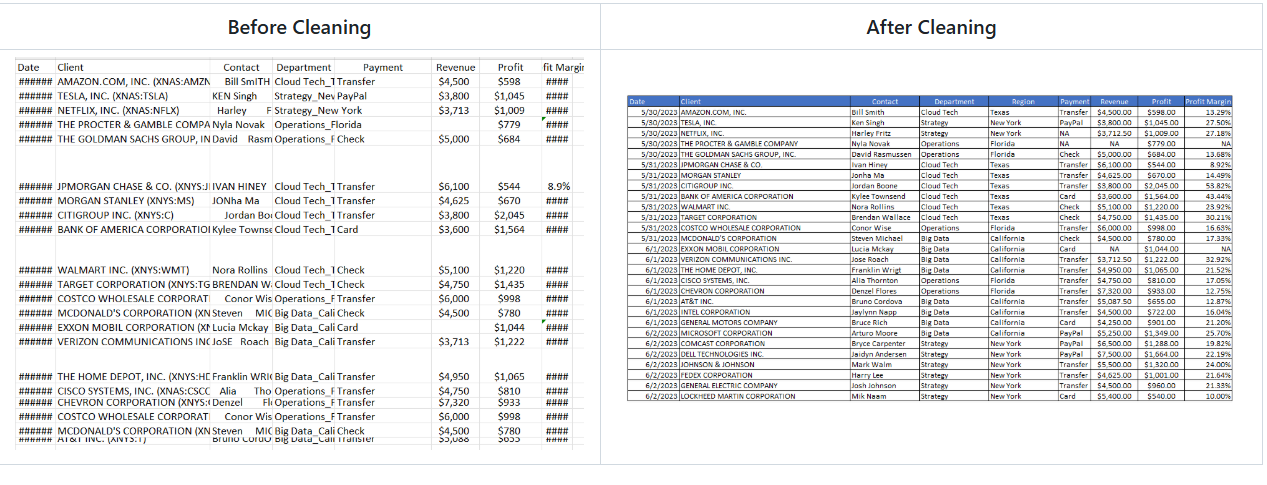 Before Cleaning
After Cleaning
Date Client Contact Department Payment Revenue Profit fit Margin
###### AMAZON.COM, INC. (XNAS:AMZN Bill SmITH Cloud Tech_T Transfer $4,500 $598 ####
###### TESLA, INC. (XNAS:TSLA) KEN Singh Strategy_Nev PayPal $3,800 $1,045 ####
###### NETFLIX, INC. (XNAS:NFLX) Harley F Strategy_New York $3,713 $1,009 ####
###### THE PROCTER & GAMBLE COMPA Nyla Novak Operations_Florida $779 ####
###### THE GOLDMAN SACHS GROUP, IN David Rasm Operations_F Check $5,000 $684 ####
###### JPMORGAN CHASE & CO. (XNYS:J IVAN HINEY Cloud Tech_T Transfer $6,100 $544 8.9%
###### MORGAN STANLEY (XNYS:MS) JONha Ma Cloud Tech_T Transfer $4,625 $670 ####
###### CITIGROUP INC. (XNYS:C) Jordan Boo Cloud Tech_T Transfer $3,800 $2,045 ####
###### BANK OF AMERICA CORPORATIO Kylee Townse Cloud Tech_T Card $3,600 $1,564 ####
###### WALMART INC. (XNYS:WMT) Nora Rollins Cloud Tech_T Check $5,100 $1,220 ####
###### TARGET CORPORATION (XNYS:TG BRENDAN W Cloud Tech_T Check $4,750 $1,435 ####
###### COSTCO WHOLESALE CORPORAT Conor Wis Operations_F Transfer $6,000 $998 ####
###### MCDONALD'S CORPORATION (XN Steven MIC Big Data_Cali Check $4,500 $780 ####
###### EXXON MOBIL CORPORATION (XN Lucia Mckay Big Data_Cali Card $1,044 ####
###### VERIZON COMMUNICATIONS INC JoSE Roach Big Data_Cali Transfer $3,713 $1,222 ####
###### THE HOME DEPOT, INC. (XNYS:HE Franklin WRI Big Data_Cali Transfer $4,950 $1,065 ####
###### CISCO SYSTEMS, INC. (XNAS:CSCC Alia Tho Operations_F Transfer $4,750 $810 ####
###### CHEVRON CORPORATION (XNYS: Denzel Fl Operations_F Transfer $7,320 $933 ####
###### COSTCO WHOLESALE CORPORAT Conor Wis Operations_F Transfer $6,000 $998 ####
###### MCDONALD'S CORPORATION (XN Steven MIC Big Data_Cali Check $4,500 $780 ####
###### AT&T INC. (XNYS:T) Bruno Cordo Big Data_Cali Transfer $5,088 $655 ####
Date Client Contact Department Region Payment Revenue Profit Profit Margin
5/30/2023 AMAZON.COM, INC. Bill Smith Cloud Tech Texas Transfer $4,500.00 $598.00 13.29%
5/30/2023 TESLA, INC. Ken Singh Strategy New York PayPal $3,800.00 $1,045.00 27.50%
5/30/2023 NETFLIX, INC. Harley Fritz Strategy New York NA $3,712.50 $1,009.00 27.18%
5/30/2023 THE PROCTER & GAMBLE COMPANY Nyla Novak Operations Florida NA NA $779.00 NA
5/30/2023 THE GOLDMAN SACHS GROUP, INC. David Rasmussen Operations Florida Check $5,000.00 $684.00 13.68%
5/31/2023 JPMORGAN CHASE & CO. Ivan Hiney Cloud Tech Texas Transfer $6,100.00 $544.00 8.92%
5/31/2023 MORGAN STANLEY Jonha Ma Cloud Tech Texas Transfer $4,625.00 $670.00 14.49%
5/31/2023 CITIGROUP INC. Jordan Boone Cloud Tech Texas Transfer $3,800.00 $2,045.00 53.82%
5/31/2023 BANK OF AMERICA CORPORATION Kylee Townsend Cloud Tech Texas Card $3,600.00 $1,564.00 43.44%
5/31/2023 WALMART INC. Nora Rollins Cloud Tech Texas Check $5,100.00 $1,220.00 23.92%
5/31/2023 TARGET CORPORATION Brendan Wallace Cloud Tech Texas Check $4,750.00 $1,435.00 30.21%
5/31/2023 COSTCO WHOLESALE CORPORATION Conor Wise Operations Florida Transfer $6,000.00 $998.00 16.63%
5/31/2023 MCDONALD'S CORPORATION Steven Michael Big Data California Check $4,500.00 $780.00 17.33%
6/1/2023 EXXON MOBIL CORPORATION Lucia Mckay Big Data California Card NA $1,044.00 NA
6/1/2023 VERIZON COMMUNICATIONS INC. Jose Roach Big Data California Transfer $3,712.50 $1,222.00 32.92%
6/1/2023 THE HOME DEPOT, INC. Franklin Wrigt Big Data California Transfer $4,950.00 $1,065.00 21.52%
6/1/2023 CISCO SYSTEMS, INC. Alia Thornton Operations Florida Transfer $4,750.00 $810.00 17.05%
6/1/2023 CHEVRON CORPORATION Denzel Flores Operations Florida Transfer $7,320.00 $933.00 12.75%
6/1/2023 AT&T INC. Bruno Cordova Big Data California Transfer $5,087.50 $655.00 12.87%
6/1/2023 INTEL CORPORATION Jaylynn Napp Big Data California Transfer $4,500.00 $722.00 16.04%
6/1/2023 GENERAL MOTORS COMPANY Bruce Rich Big Data California Card $4,250.00 $901.00 21.20%
6/2/2023 MICROSOFT CORPORATION Arturo Moore Big Data California PayPal $5,250.00 $1,349.00 25.70%
6/2/2023 COMCAST CORPORATION Bryce Carpenter Strategy New York PayPal $6,500.00 $1,288.00 19.82%
6/2/2023 DELL TECHNOLOGIES INC. Jaidyn Andersen Strategy New York PayPal $7,500.00 $1,664.00 22.19%
6/2/2023 JOHNSON & JOHNSON Mark Walm Strategy New York Transfer $5,500.00 $1,320.00 24.00%
6/2/2023 FEDEX CORPORATION Harry Lee Strategy New York Transfer $4,625.00 $1,001.00 21.64%
6/2/2023 GENERAL ELECTRIC COMPANY Josh Johnson Strategy New York Transfer $4,500.00 $960.00 21.33%
6/2/2023 LOCKHEED MARTIN CORPORATION Mik Naam Strategy New York Card $5,400.00 $540.00 10.00%